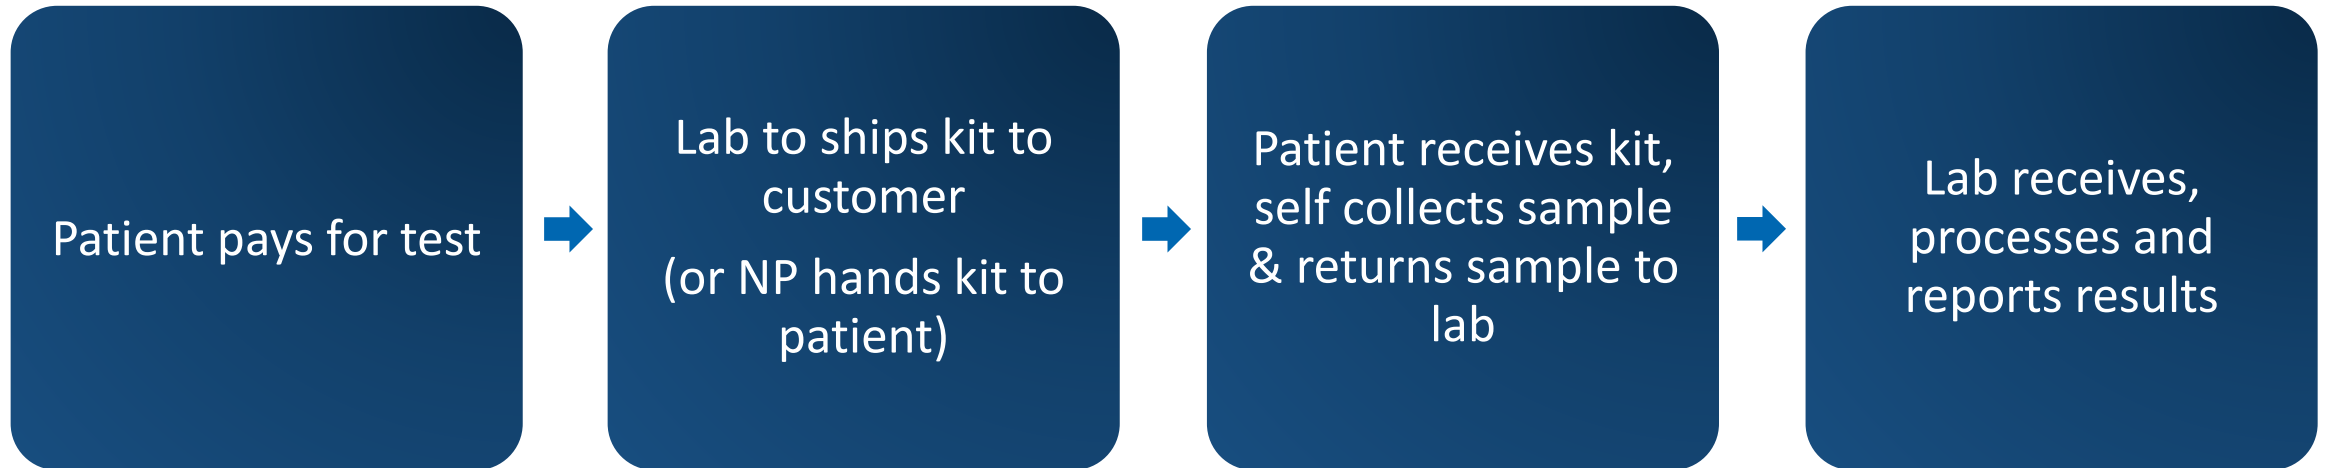 Patient pays for test
Lab to ships kit to
customer
(or NP hands kit to
patient)
Patient receives kit,
self collects sample
& returns sample to
lab
Lab receives,
processes and
reports results